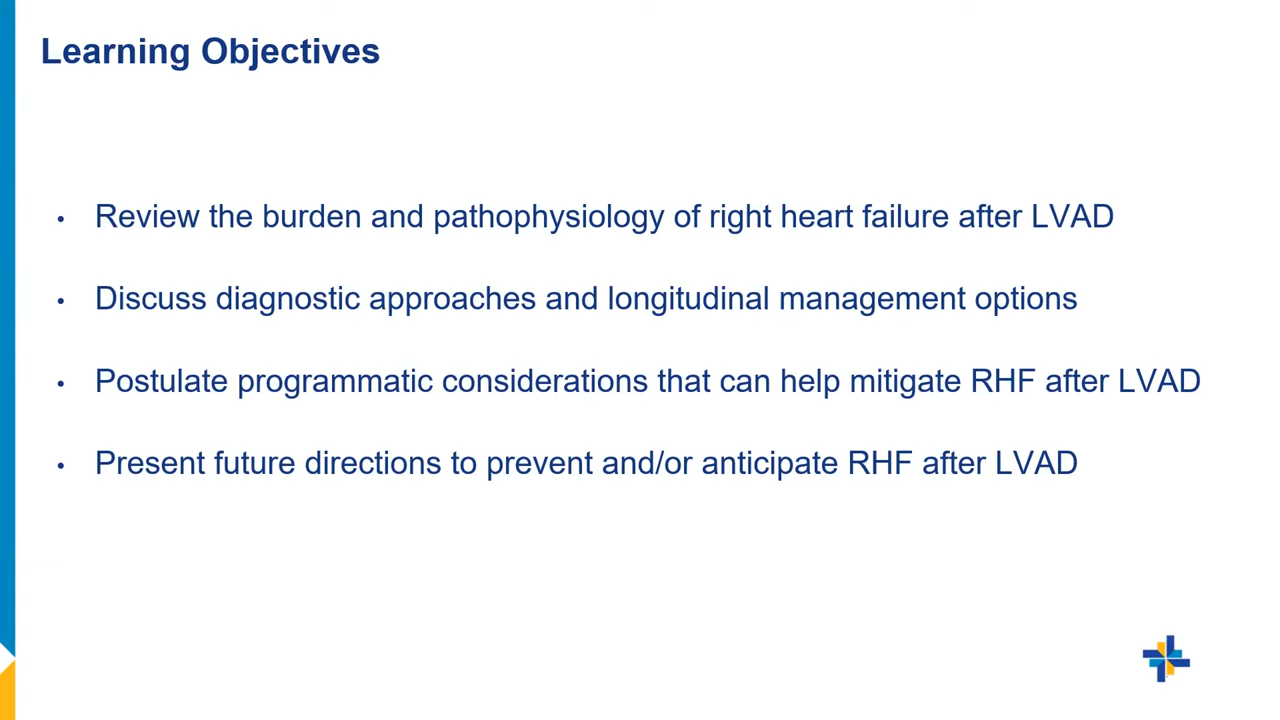 Learning Objectives
• Review the burden and pathophysiology of right heart failure after LVAD
• Discuss diagnostic approaches and longitudinal management options
• Postulate programmatic considerations that can help mitigate RHF after LVAD
• Present future directions to prevent and/or anticipate RHF after LVAD